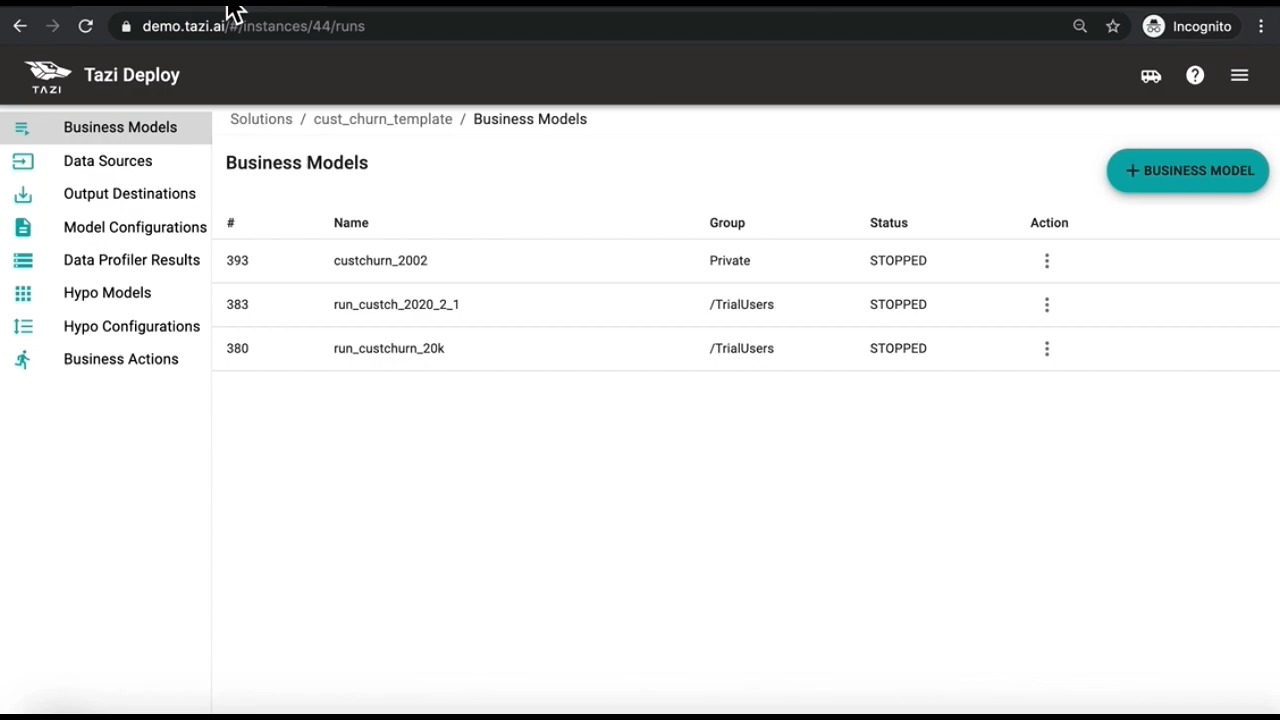 demo.tazi.ai/#/instances/44/runs
Incognito
TAZI
Tazi Deploy
Business Models
Data Sources
Output Destinations
Model Configurations
Data Profiler Results
Hypo Models
Hypo Configurations
Business Actions
Solutions / cust_churn_template / Business Models
Business Models
+ BUSINESS MODEL
# Name Group Status Action
393 custchurn_2002 Private STOPPED
383 run_custch_2020_2_1 /TrialUsers STOPPED
380 run_custchurn_20k /TrialUsers STOPPED